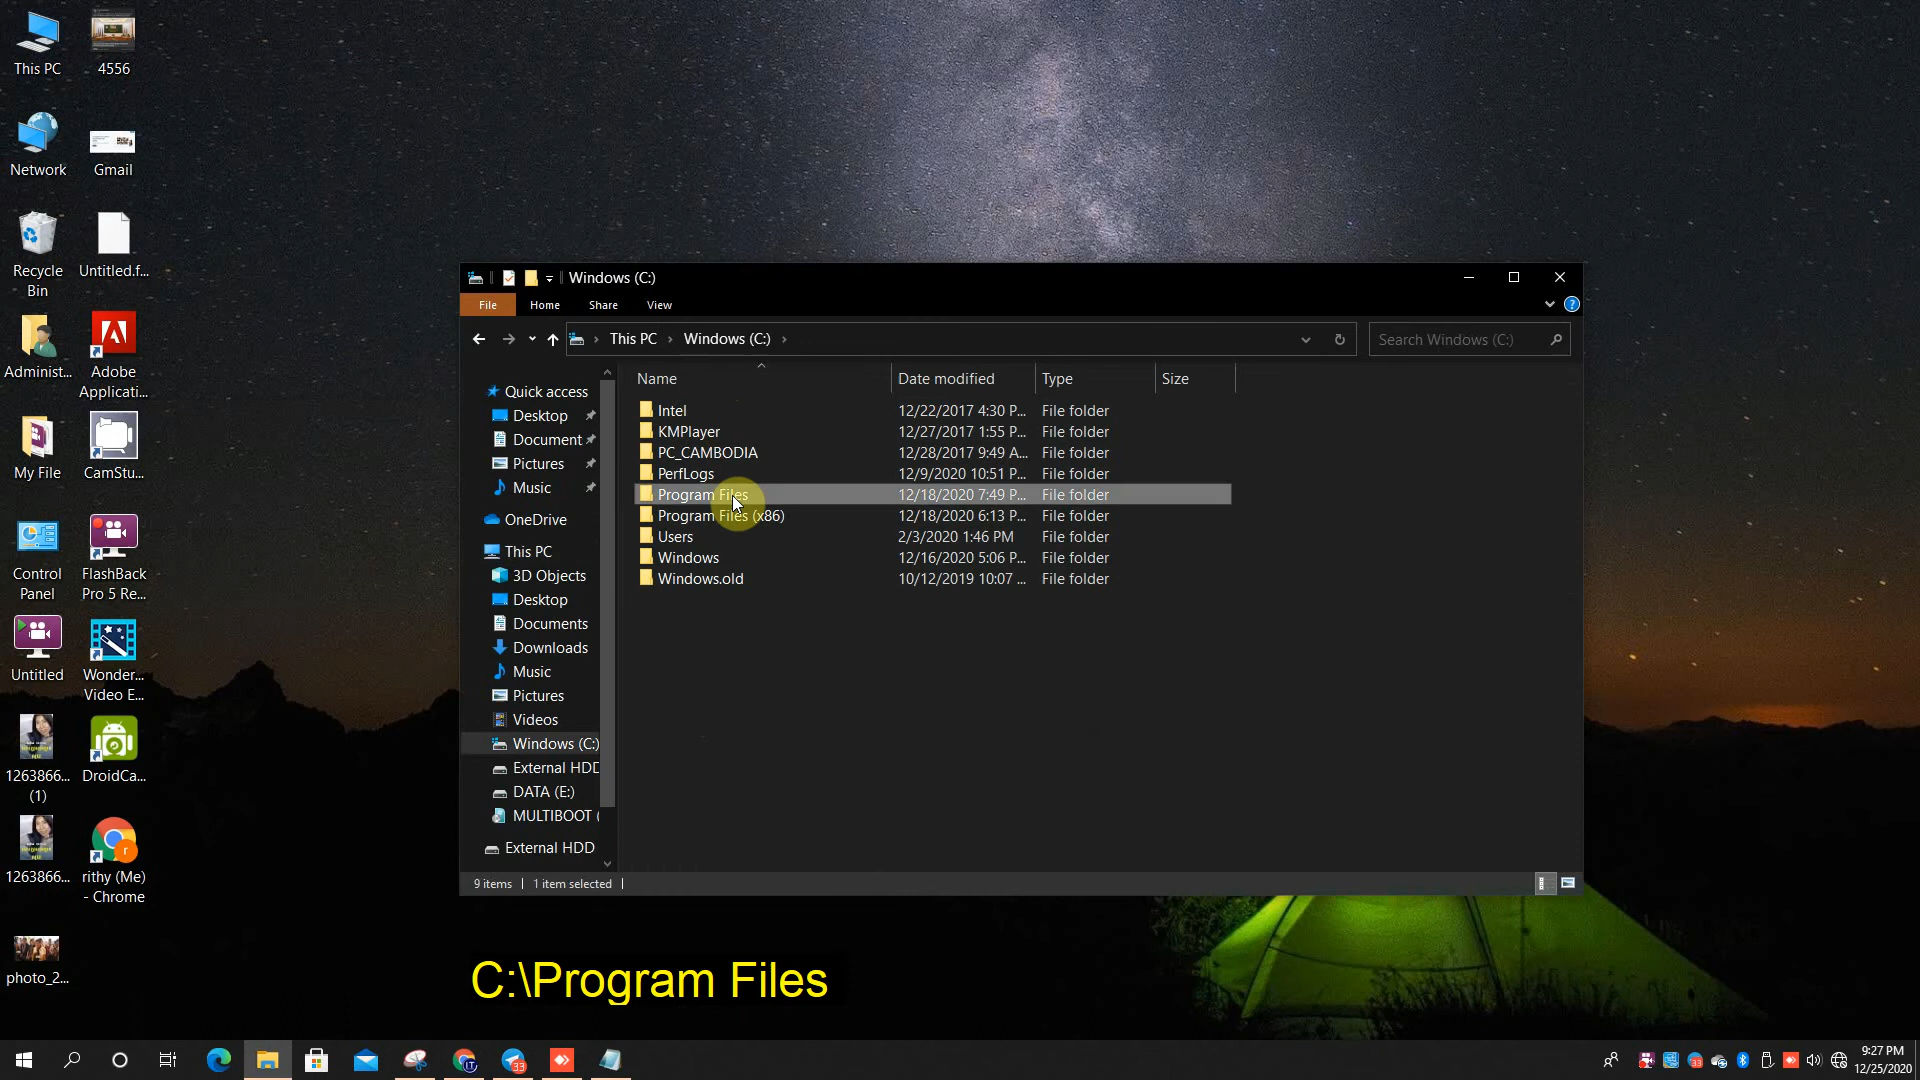 This PC
4556
Network
Gmail
Recycle
Bin
Untitled.f...
Administ...
Adobe
Applicati...
My File
CamStu...
Control
Panel
FlashBack
Pro 5 Re...
Untitled
Wonder...
Video E...
1263866...
(1)
DroidCa...
1263866...
rithy (Me)
- Chrome
photo_2...
Windows (C:)
File
Home
Share
View
This PC
Windows (C:)
Search Windows (C:)
Quick access
Desktop
Document
Pictures
Music
OneDrive
This PC
3D Objects
Desktop
Documents
Downloads
Music
Pictures
Videos
Windows (C:)
External HDD
DATA (E:)
MULTIBOOT (
External HDD
Name Date modified Type Size
Intel 12/22/2017 4:30 P... File folder
KMPlayer 12/27/2017 1:55 P... File folder
PC_CAMBODIA 12/28/2017 9:49 A... File folder
PerfLogs 12/9/2020 10:51 P... File folder
Program Files 12/18/2020 7:49 P... File folder
Program Files (x86) 12/18/2020 6:13 P... File folder
Users 2/3/2020 1:46 PM File folder
Windows 12/16/2020 5:06 P... File folder
Windows.old 10/12/2019 10:07 ... File folder
9 items
1 item selected
C:\Program Files
IT
33
33
9:27 PM
12/25/2020